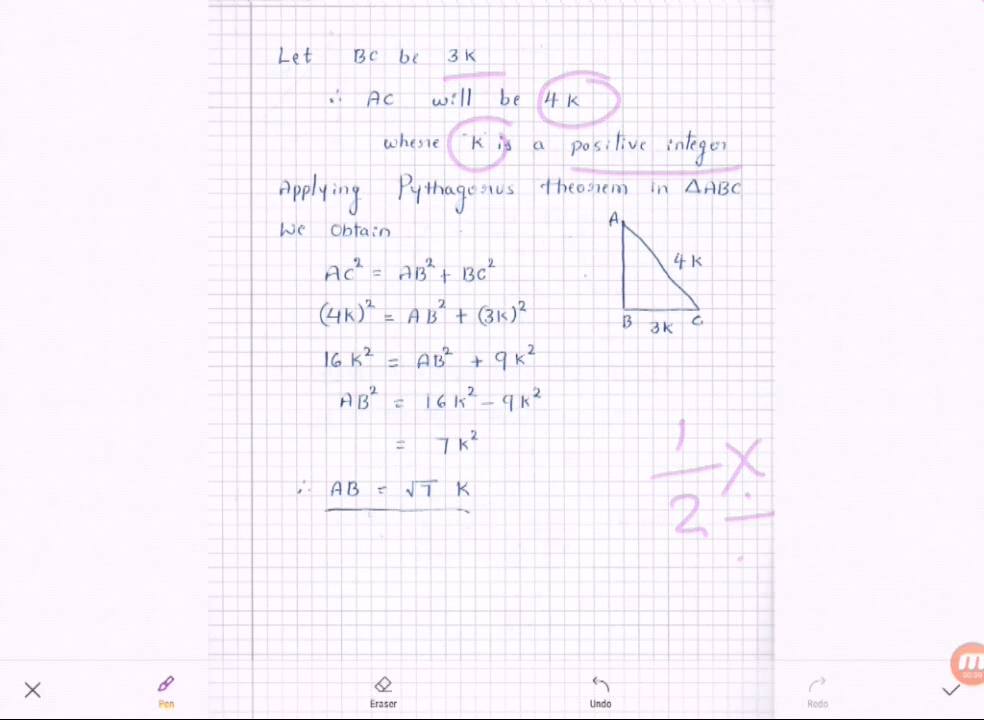 Let BC be 3K
∴ AC will be 4K
where 'K' is a positive integer
Applying Pythagorus theorem in ΔABC
We Obtain
AC² = AB² + BC²
(4K)² = AB² + (3K)²
16K² = AB² + 9K²
AB² = 16K² - 9K²
= 7K²
∴ AB = √7 K
A
4K
B
3K
C
1/2 × ÷
Pen
Eraser
Undo
Redo
00:50